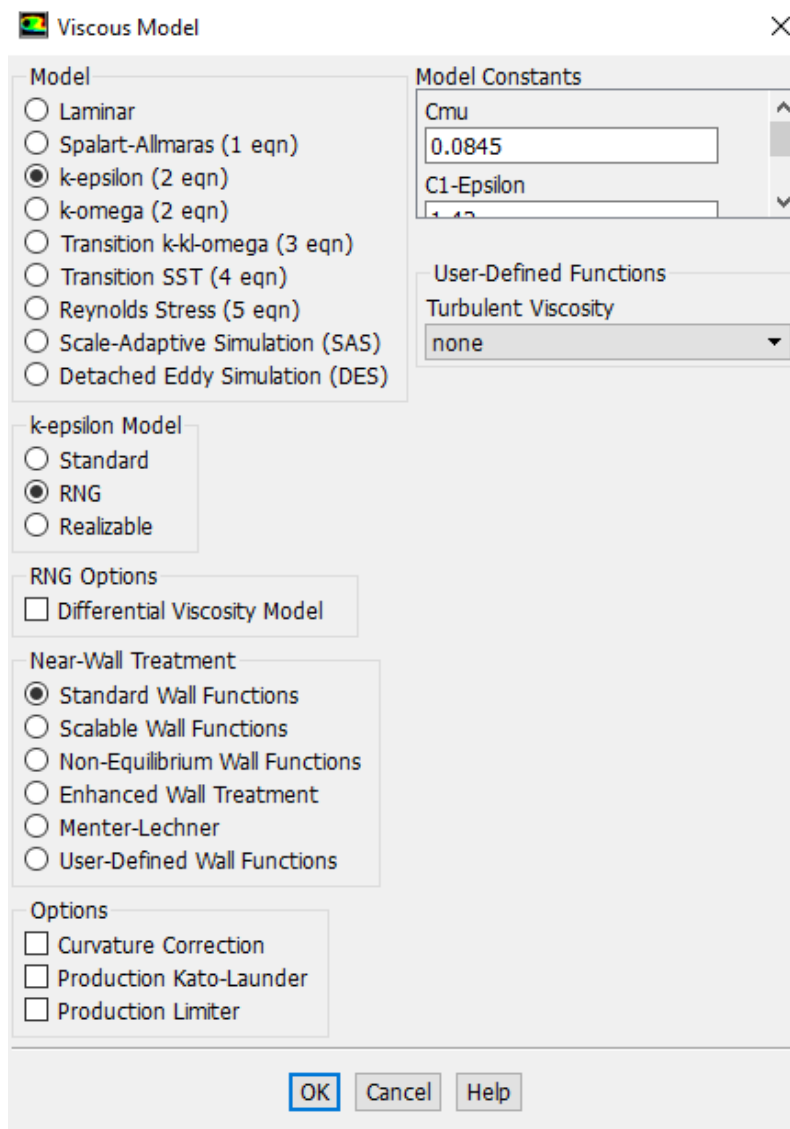 Viscous Model
Model
Laminar
Spalart-Allmaras (1 eqn)
k-epsilon (2 eqn)
k-omega (2 eqn)
Transition k-kl-omega (3 eqn)
Transition SST (4 eqn)
Reynolds Stress (5 eqn)
Scale-Adaptive Simulation (SAS)
Detached Eddy Simulation (DES)
k-epsilon Model
Standard
RNG
Realizable
RNG Options
Differential Viscosity Model
Near-Wall Treatment
Standard Wall Functions
Scalable Wall Functions
Non-Equilibrium Wall Functions
Enhanced Wall Treatment
Menter-Lechner
User-Defined Wall Functions
Options
Curvature Correction
Production Kato-Launder
Production Limiter
Model Constants
Cmu
0.0845
C1-Epsilon
User-Defined Functions
Turbulent Viscosity
none
OK Cancel Help